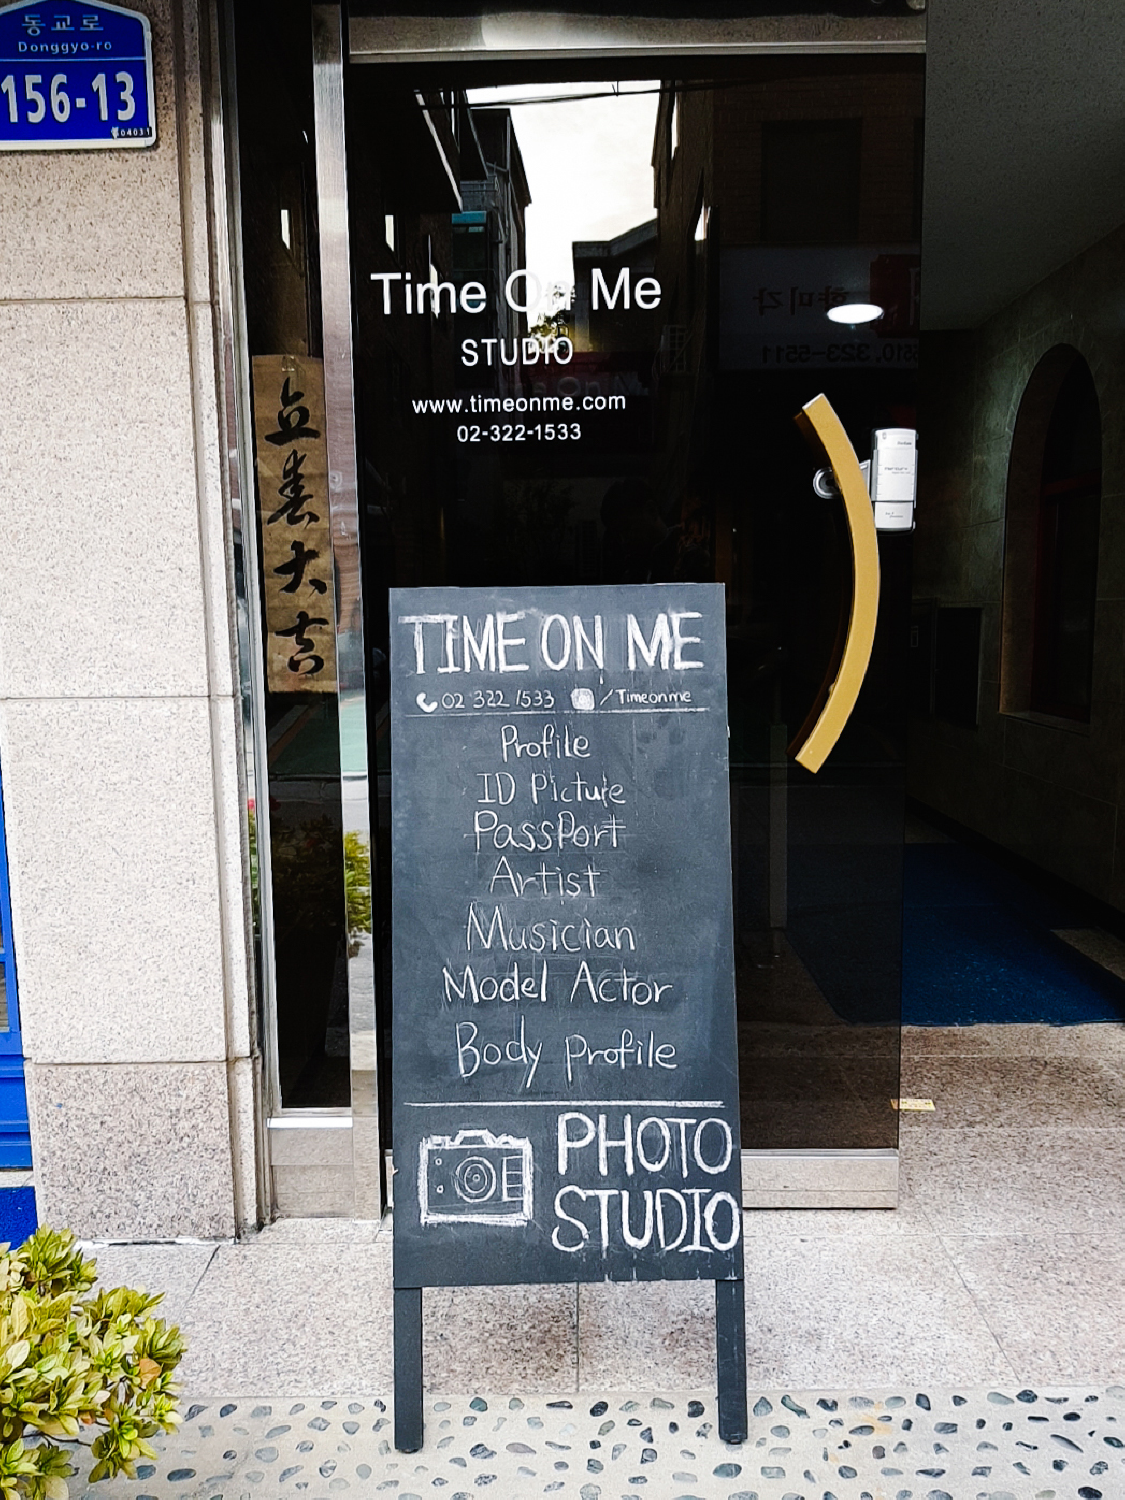 동교로
Donggyo-ro
156-13
04031
Time On Me
STUDIO
www.timeonme.com
02-322-1533
立春大吉
TIME ON ME
02 322 1533 / Timeonme
Profile
ID Picture
PassPort
Artist
Musician
Model Actor
Body profile
PHOTO
STUDIO